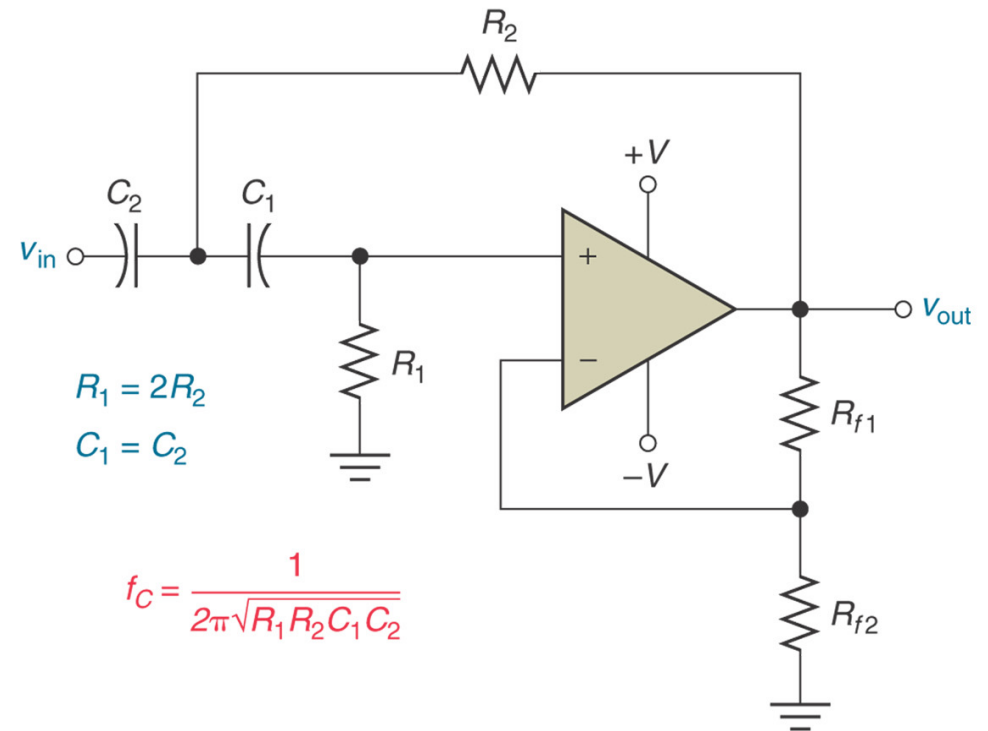 R₂
+V
C₂
C₁
vin
+
vout
−
R₁
R₁ = 2R₂
C₁ = C₂
Rf1
−V
fC = 1 / 2π√R₁R₂C₁C₂
Rf2